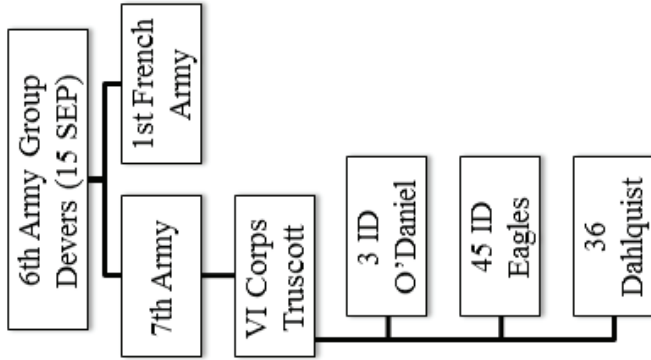 6th Army Group
Devers (15 SEP)
7th Army
1st French
Army
VI Corps
Truscott
3 ID
O'Daniel
45 ID
Eagles
36
Dahlquist